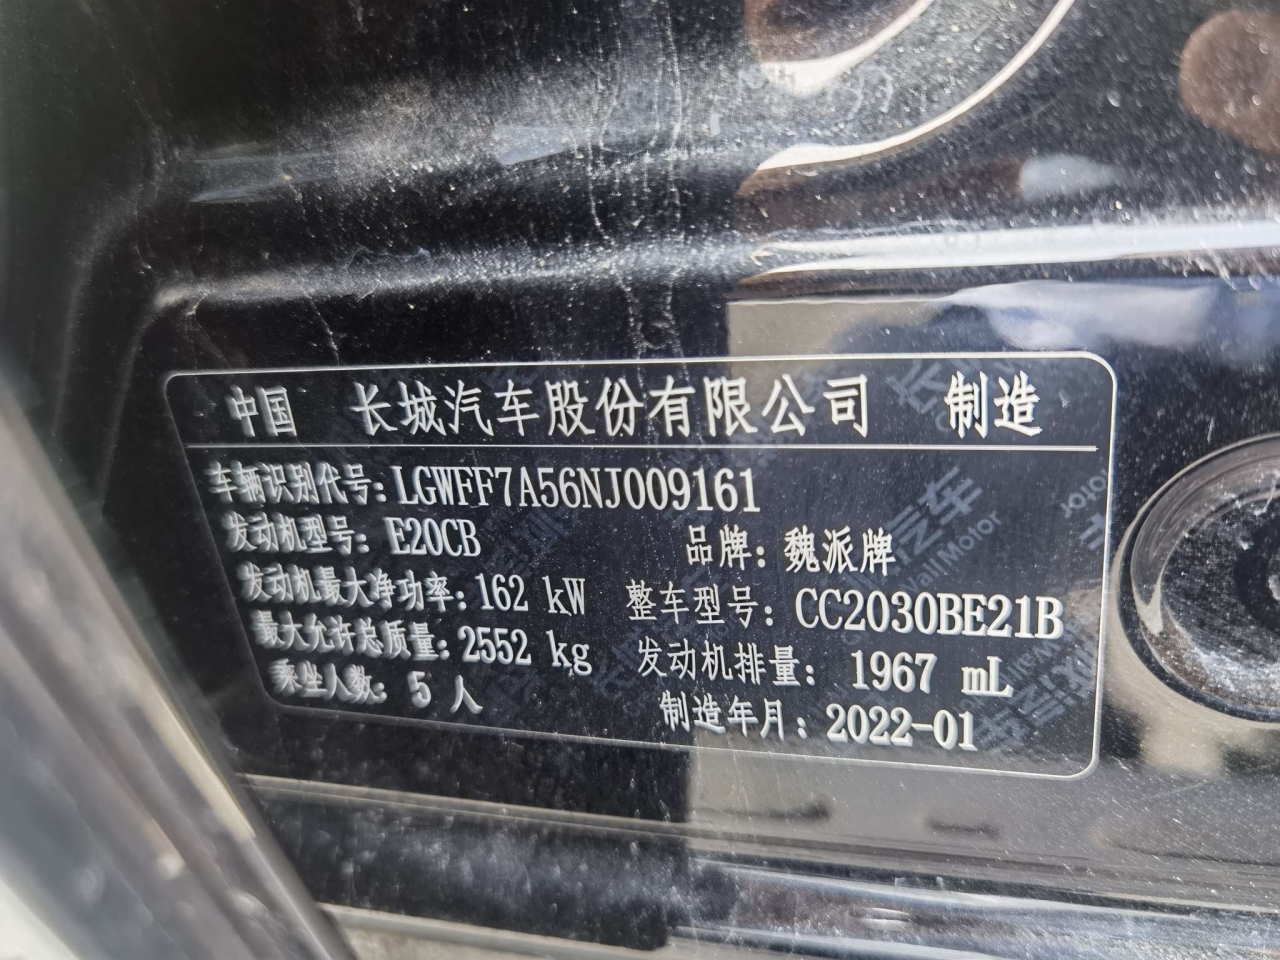 中国 长城汽车股份有限公司 制造
车辆识别代号:LGWFF7A56NJ009161
发动机型号: E20CB 品牌: 魏派牌
发动机最大净功率: 162 kW 整车型号: CC2030BE21B
最大允许总质量: 2552 kg 发动机排量: 1967 mL
乘坐人数: 5 人 制造年月: 2022-01